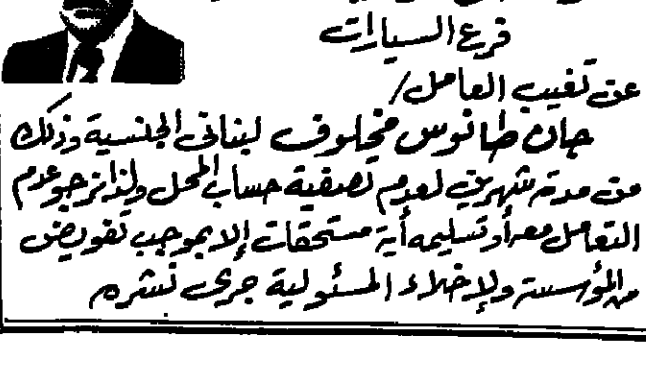 فرع السيارات
عن تغيب العامل/
جان طانوس مخلوف لبناني الجنسية وذلك
من مدة شهرين لعدم تصفية حساب المحل ولذا نرجو عدم
التعامل معه أو تسليمه أية مستحقات إلا بموجب تفويض
من المؤسسة ولإخلاء المسئولية جرى نشره